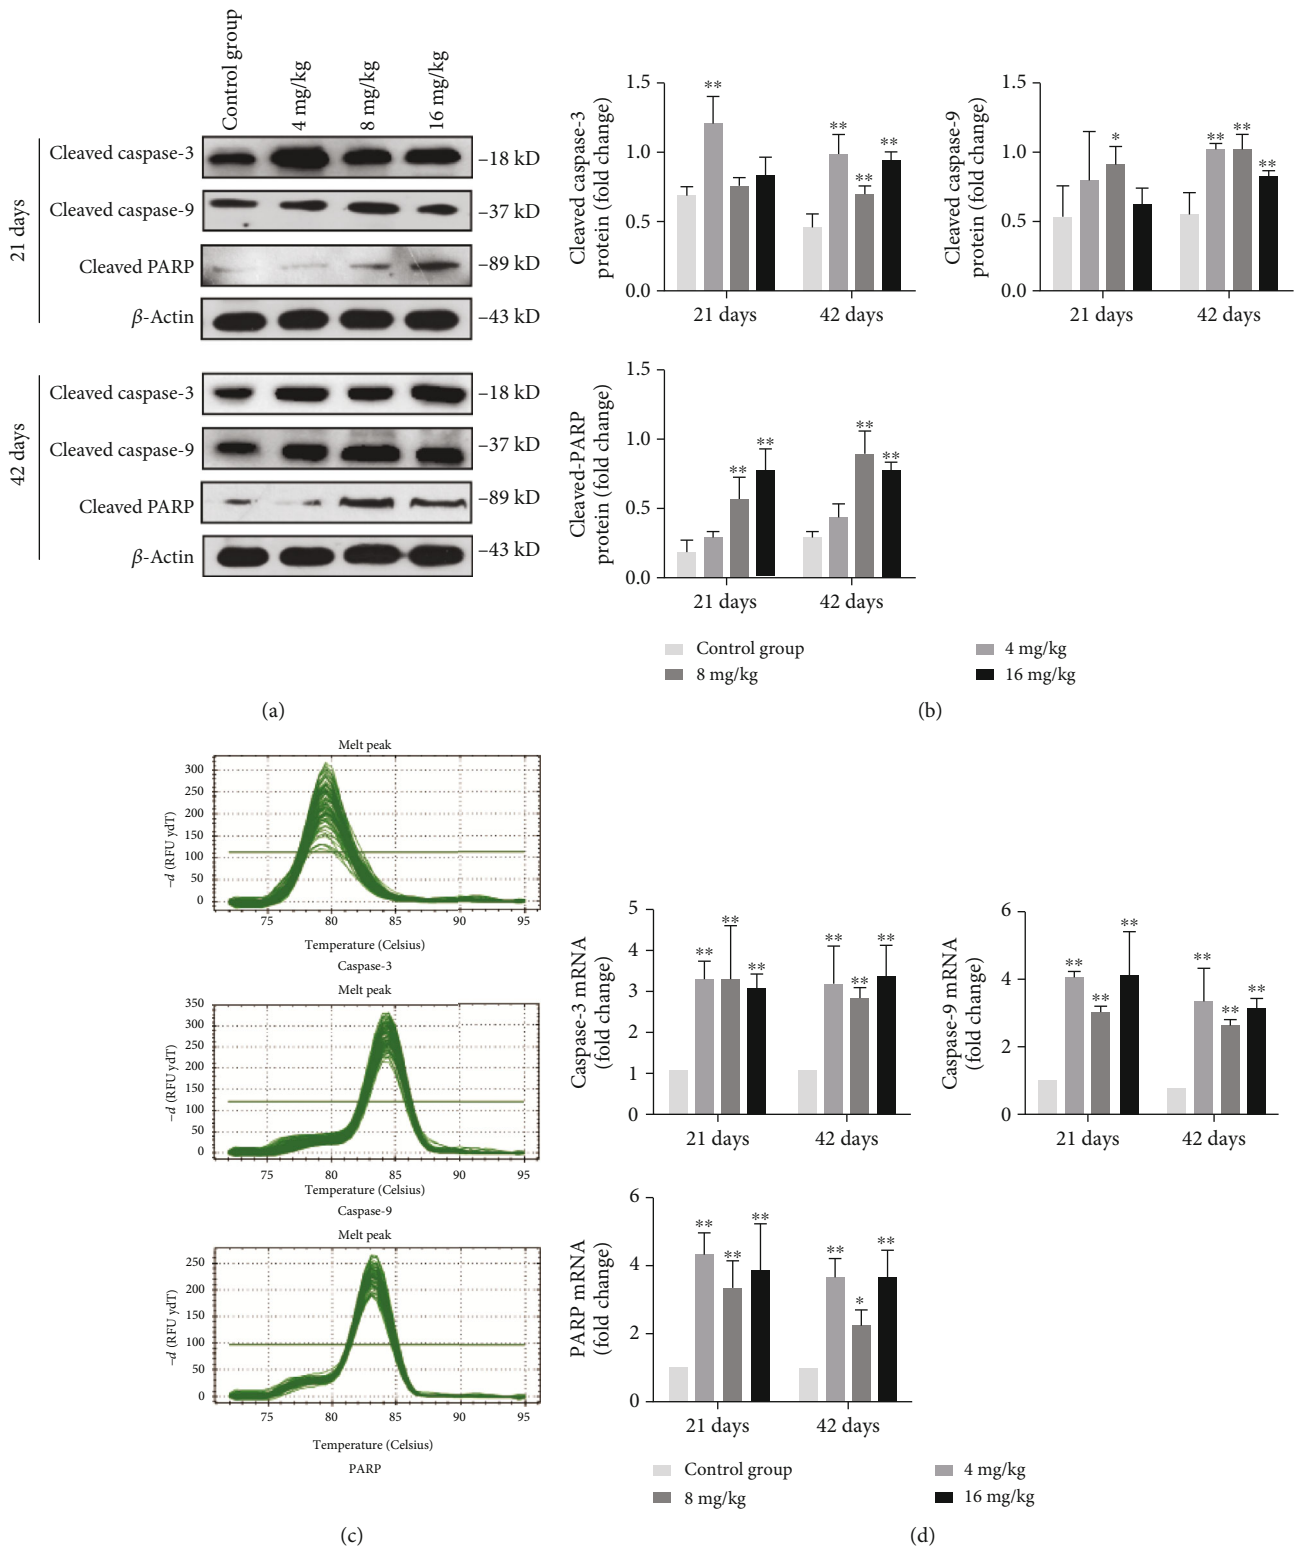 Control group
4 mg/kg
8 mg/kg
16 mg/kg
21 days
Cleaved caspase-3
–18 kD
Cleaved caspase-9
–37 kD
Cleaved PARP
–89 kD
β-Actin
–43 kD
42 days
Cleaved caspase-3
–18 kD
Cleaved caspase-9
–37 kD
Cleaved PARP
–89 kD
β-Actin
–43 kD
(a)
Cleaved caspase-3
protein (fold change)
1.5
1.0
0.5
0.0
**
**
**
**
21 days
42 days
Cleaved caspase-9
protein (fold change)
1.5
1.0
0.5
0.0
*
**
**
**
21 days
42 days
Cleaved-PARP
protein (fold change)
1.5
1.0
0.5
0.0
**
**
**
**
21 days
42 days
Control group
4 mg/kg
8 mg/kg
16 mg/kg
(b)
Melt peak
–d (RFU ydT)
300
250
200
150
100
50
0
75 80 85 90 95
Temperature (Celsius)
Caspase-3
Melt peak
–d (RFU ydT)
350
300
250
200
150
100
50
0
75 80 85 90 95
Temperature (Celsius)
Caspase-9
Melt peak
–d (RFU ydT)
250
200
150
100
50
0
75 80 85 90 95
Temperature (Celsius)
PARP
(c)
Caspase-3 mRNA
(fold change)
5
4
3
2
1
0
**
**
**
**
**
**
21 days
42 days
Caspase-9 mRNA
(fold change)
6
4
2
0
**
**
**
**
**
**
21 days
42 days
PARP mRNA
(fold change)
6
4
2
0
**
**
**
**
*
**
21 days
42 days
Control group
4 mg/kg
8 mg/kg
16 mg/kg
(d)